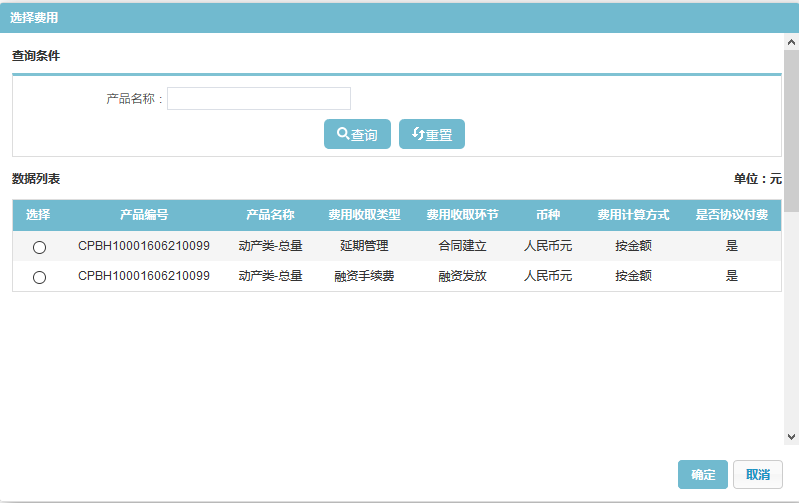 选择费用
查询条件
产品名称：
查询 重置
数据列表 单位：元
选择 产品编号 产品名称 费用收取类型 费用收取环节 币种 费用计算方式 是否协议付费
CPBH10001606210099 动产类-总量 延期管理 合同建立 人民币元 按金额 是
CPBH10001606210099 动产类-总量 融资手续费 融资发放 人民币元 按金额 是
确定 取消